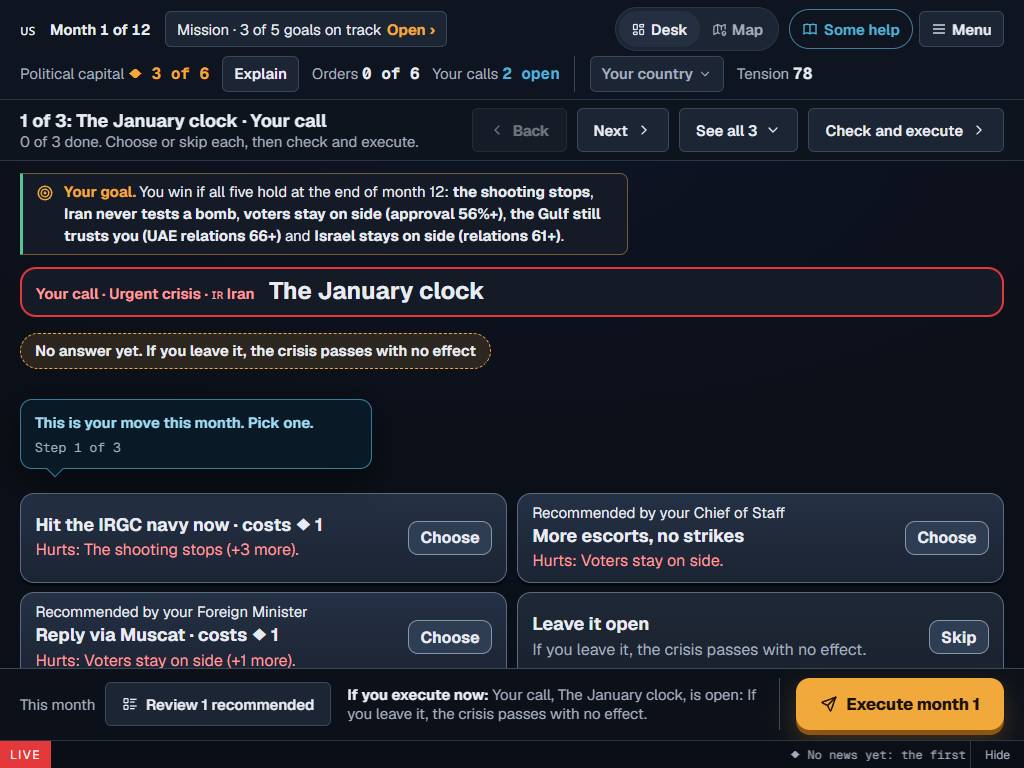 US Month 1 of 12 Mission · 3 of 5 goals on track Open › Desk Map Some help Menu
Political capital ◆ 3 of 6 Explain Orders 0 of 6 Your calls 2 open Your country Tension 78
1 of 3: The January clock · Your call
0 of 3 done. Choose or skip each, then check and execute.
Back Next See all 3 Check and execute
Your goal. You win if all five hold at the end of month 12: the shooting stops,
Iran never tests a bomb, voters stay on side (approval 56%+), the Gulf still
trusts you (UAE relations 66+) and Israel stays on side (relations 61+).
Your call · Urgent crisis · IR Iran The January clock
No answer yet. If you leave it, the crisis passes with no effect
This is your move this month. Pick one.
Step 1 of 3
Hit the IRGC navy now · costs ◆ 1
Hurts: The shooting stops (+3 more).
Choose
Recommended by your Chief of Staff
More escorts, no strikes
Hurts: Voters stay on side.
Choose
Recommended by your Foreign Minister
Reply via Muscat · costs ◆ 1
Hurts: Voters stay on side (+1 more).
Choose
Leave it open
If you leave it, the crisis passes with no effect.
Skip
This month Review 1 recommended
If you execute now: Your call, The January clock, is open: If
you leave it, the crisis passes with no effect.
Execute month 1
LIVE ◆ No news yet: the first Hide